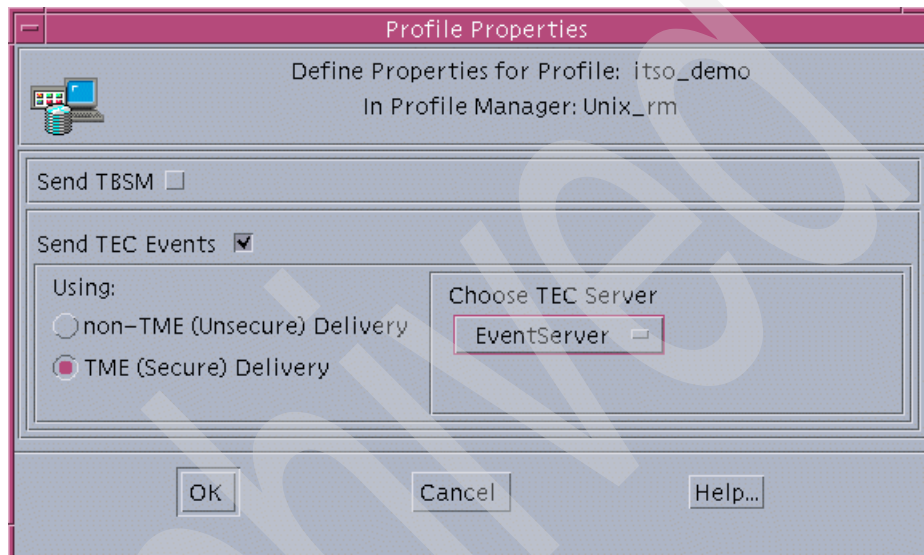 Profile Properties
Define Properties for Profile: itso_demo
In Profile Manager: Unix_rm
Send TBSM
Send TEC Events
Using:
non-TME (Unsecure) Delivery
TME (Secure) Delivery
Choose TEC Server
EventServer
OK
Cancel
Help...